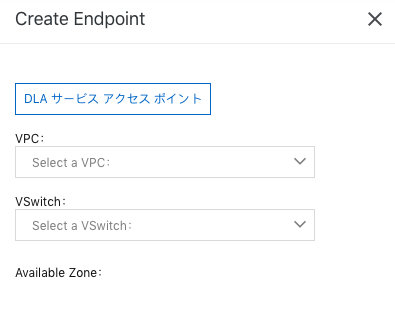 Create Endpoint
DLA サービス アクセス ポイント
VPC:
Select a VPC:
VSwitch:
Select a VSwitch:
Available Zone: